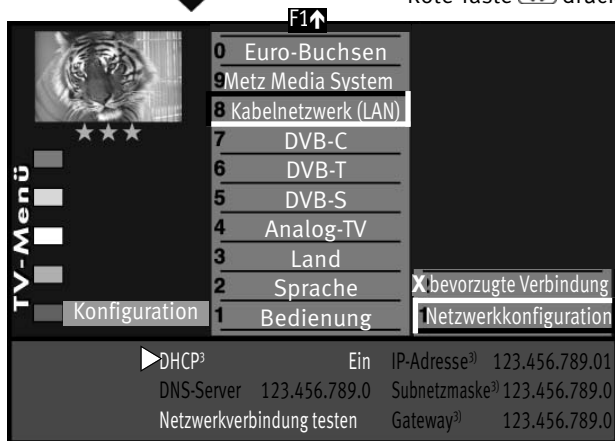 Rote Taste
F1↑
0 Euro-Buchsen
9 Metz Media System
8 Kabelnetzwerk (LAN)
7 DVB-C
6 DVB-T
5 DVB-S
4 Analog-TV
3 Land
2 Sprache
1 Bedienung
TV-Menü
Konfiguration
X bevorzugte Verbindung
1 Netzwerkkonfiguration
DHCP³ Ein IP-Adresse³⁾ 123.456.789.01
DNS-Server 123.456.789.0 Subnetzmaske³⁾ 123.456.789.0
Netzwerkverbindung testen Gateway³⁾ 123.456.789.0